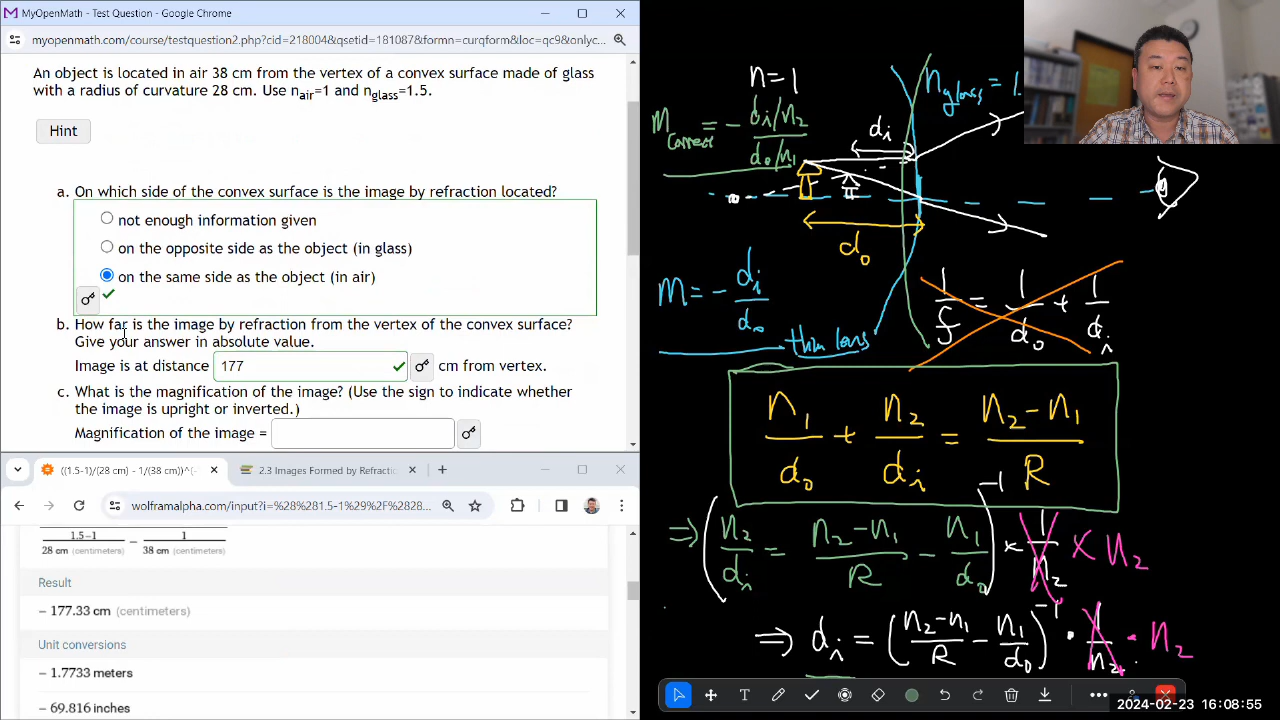 MyOpenMath - Test Question - Google Chrome
myopenmath.com/course/testquestion2.php?cid=218004&qsetid=181087&formn=curqform&loc=qc9&onlyc...
An object is located in air 38 cm from the vertex of a convex surface made of glass
with a radius of curvature 28 cm. Use nair=1 and nglass=1.5.
Hint
a. On which side of the convex surface is the image by refraction located?
not enough information given
on the opposite side as the object (in glass)
on the same side as the object (in air)
b. How far is the image by refraction from the vertex of the convex surface?
Give your answer in absolute value.
Image is at distance 177 cm from vertex.
c. What is the magnification of the image? (Use the sign to indicate whether
the image is upright or inverted.)
Magnification of the image =
((1.5-1)/(28 cm) - 1/(38 cm))^(-
2.3 Images Formed by Refracti
wolframalpha.com/input?i=%28%281.5-1%29%2F%2828...
1.5-1 / 28 cm (centimeters) - 1 / 38 cm (centimeters)
Result
- 177.33 cm (centimeters)
Unit conversions
- 1.7733 meters
- 69.816 inches
n=1
nglass = 1.
Mcorrect = - di/n2 / do/n1
di
do
M = - di/do
thin lens
1/f = 1/do + 1/di
n1/do + n2/di = n2-n1/R
⇒ (n2/di = n2-n1/R - n1/do)^-1 × 1/n2 × n2
⇒ di = (n2-n1/R - n1/do)^-1 · 1/n2 · n2
2024-02-23 16:08:55